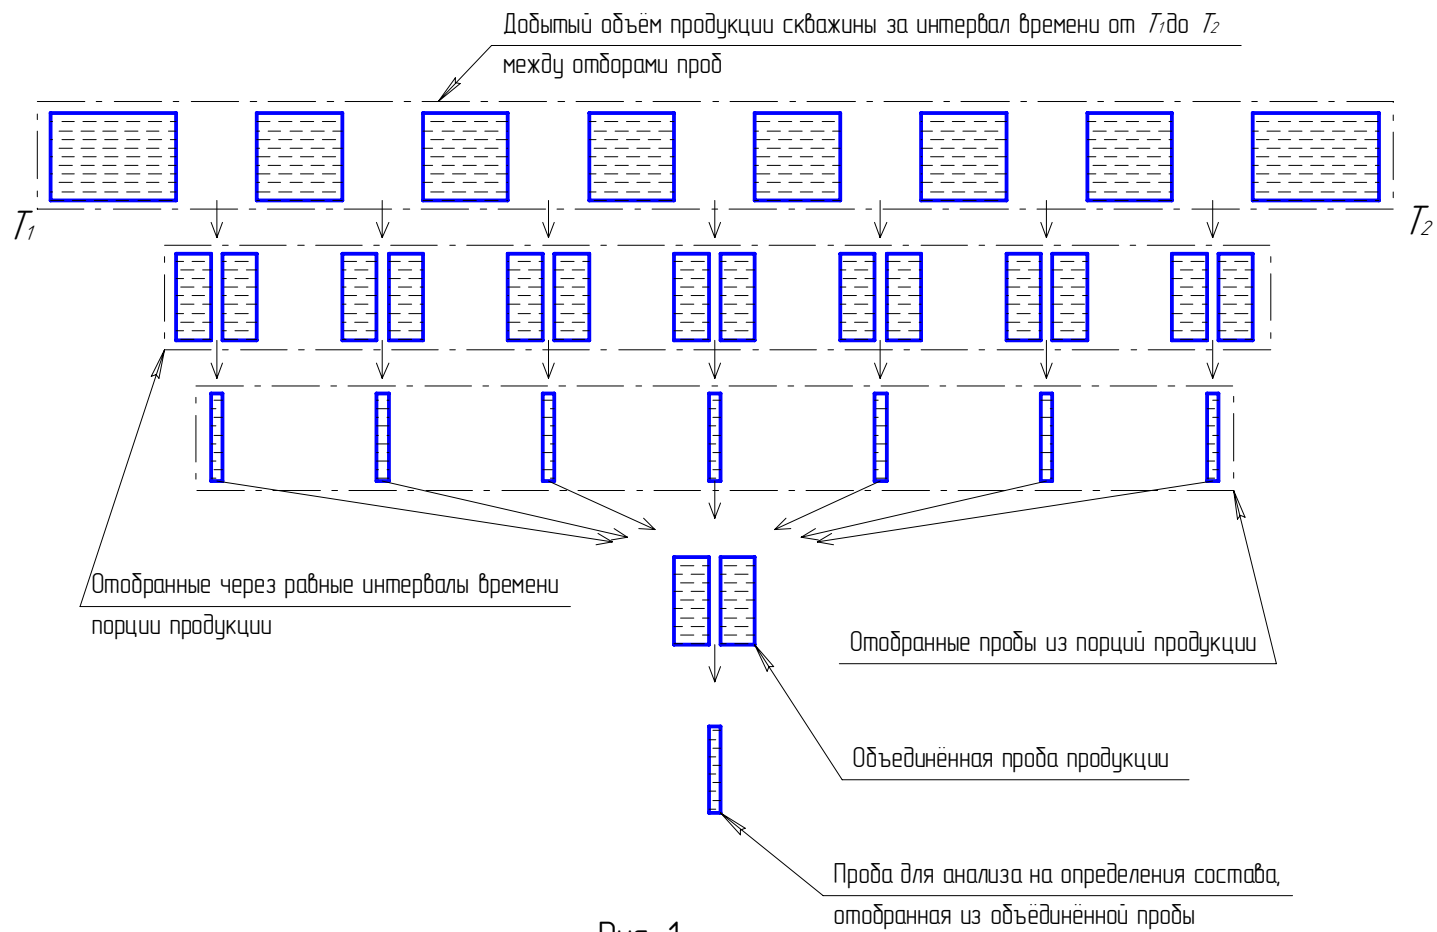 Добытый объём продукции скважины за интервал времени от T₁до T₂
между отборами проб
T₁
T₂
Отобранные через равные интервалы времени
порции продукции
Отобранные пробы из порций продукции
Объединённая проба продукции
Проба для анализа на определения состава,
отобранная из объёдинённой пробы